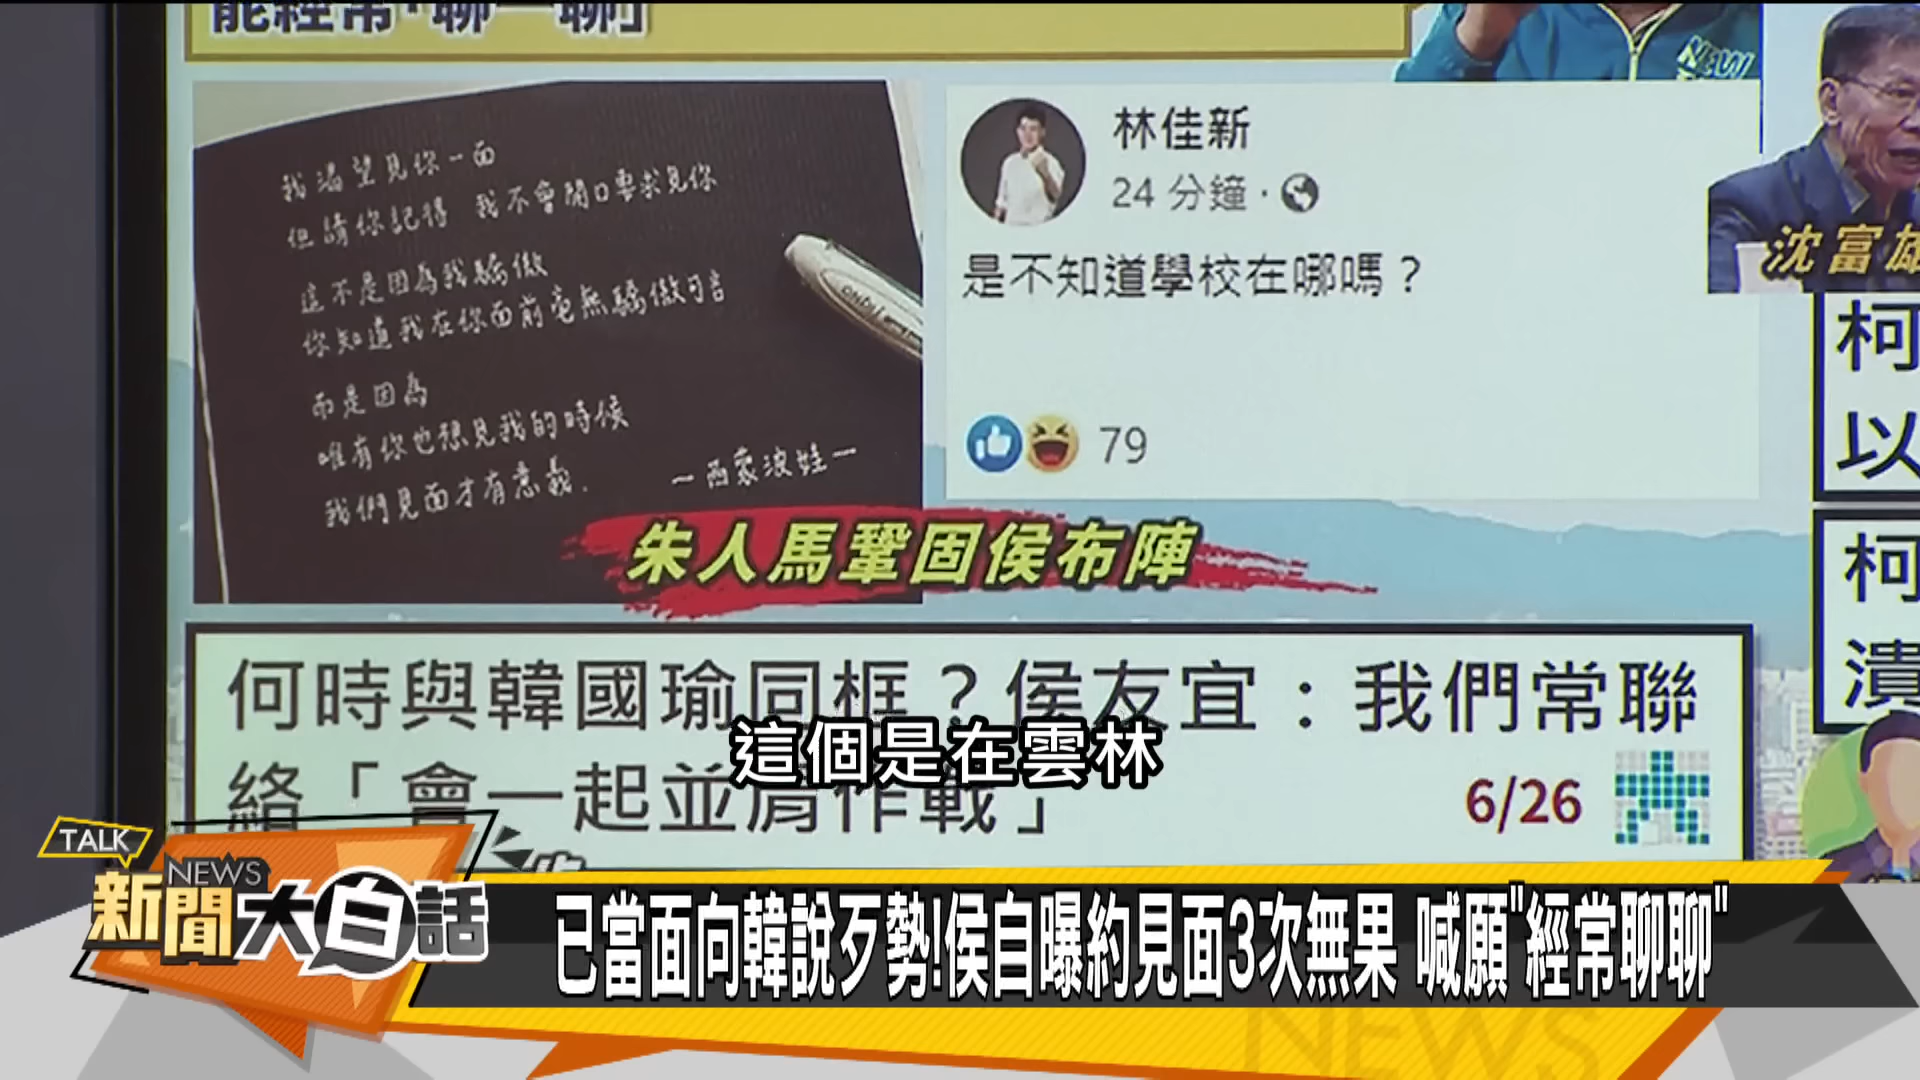 能經常「聊一聊」
NEW
我渴望見你一面
但請你記得 我不會開口要求見你
這不是因為我驕傲
你知道我在你面前毫無驕傲可言
而是因為
唯有你也想見我的時候
我們見面才有意義.
—西蒙波娃—
林佳新
24 分鐘 ·
是不知道學校在哪嗎？
79
沈富雄
柯
以
柯
潰
朱人馬鞏固侯布陣
何時與韓國瑜同框？侯友宜：我們常聯
絡「會一起並肩作戰」
6/26
這個是在雲林
TALK
NEWS
新聞大白話
已當面向韓說歹勢!侯自曝約見面3次無果 喊願"經常聊聊"
NEWS